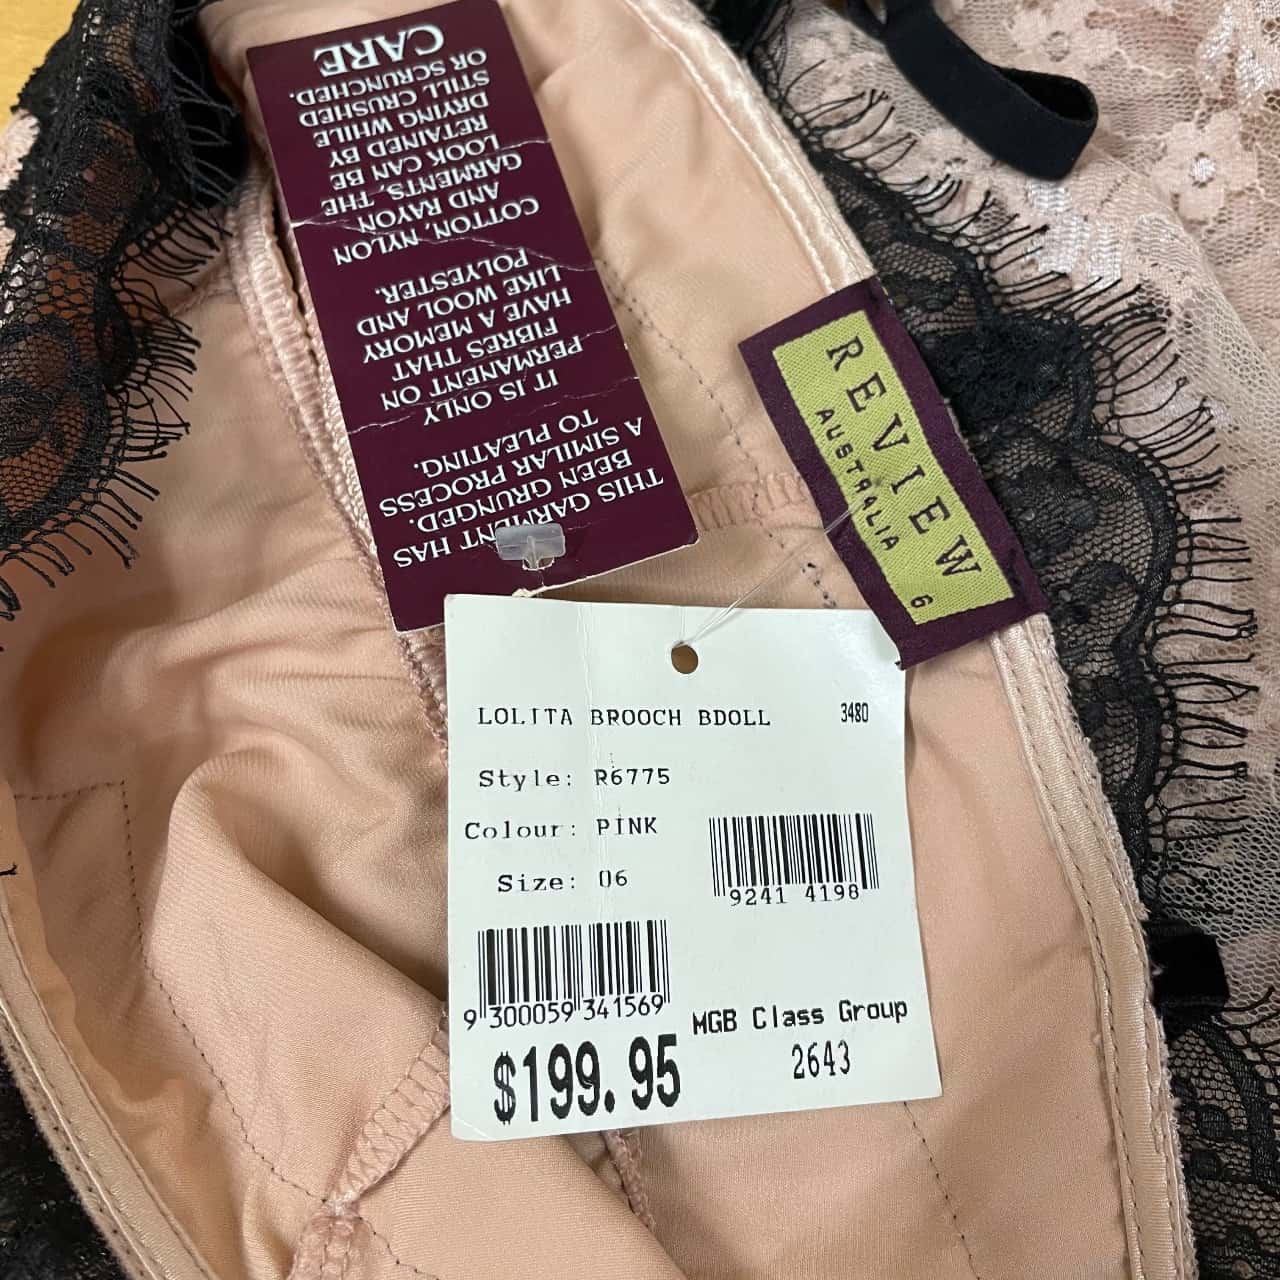 THIS GARMENT HAS
BEEN GRUNGED.
A SIMILAR PROCESS
TO PLEATING.
IT IS ONLY
PERMANENT ON
FIBRES THAT
HAVE A MEMORY
LIKE WOOL AND
POLYESTER.
COTTON, NYLON
AND RAYON
GARMENTS, THE
LOOK CAN BE
RETAINED BY
DRYING WHILE
STILL CRUSHED
OR SCRUNCHED.
CARE
REVIEW
AUSTRALIA
6
LOLITA BROOCH BDOLL 3480
Style: R6775
Colour: PINK
Size: 06
9241 4198
9 300059 341569
MGB Class Group
2643
$199.95